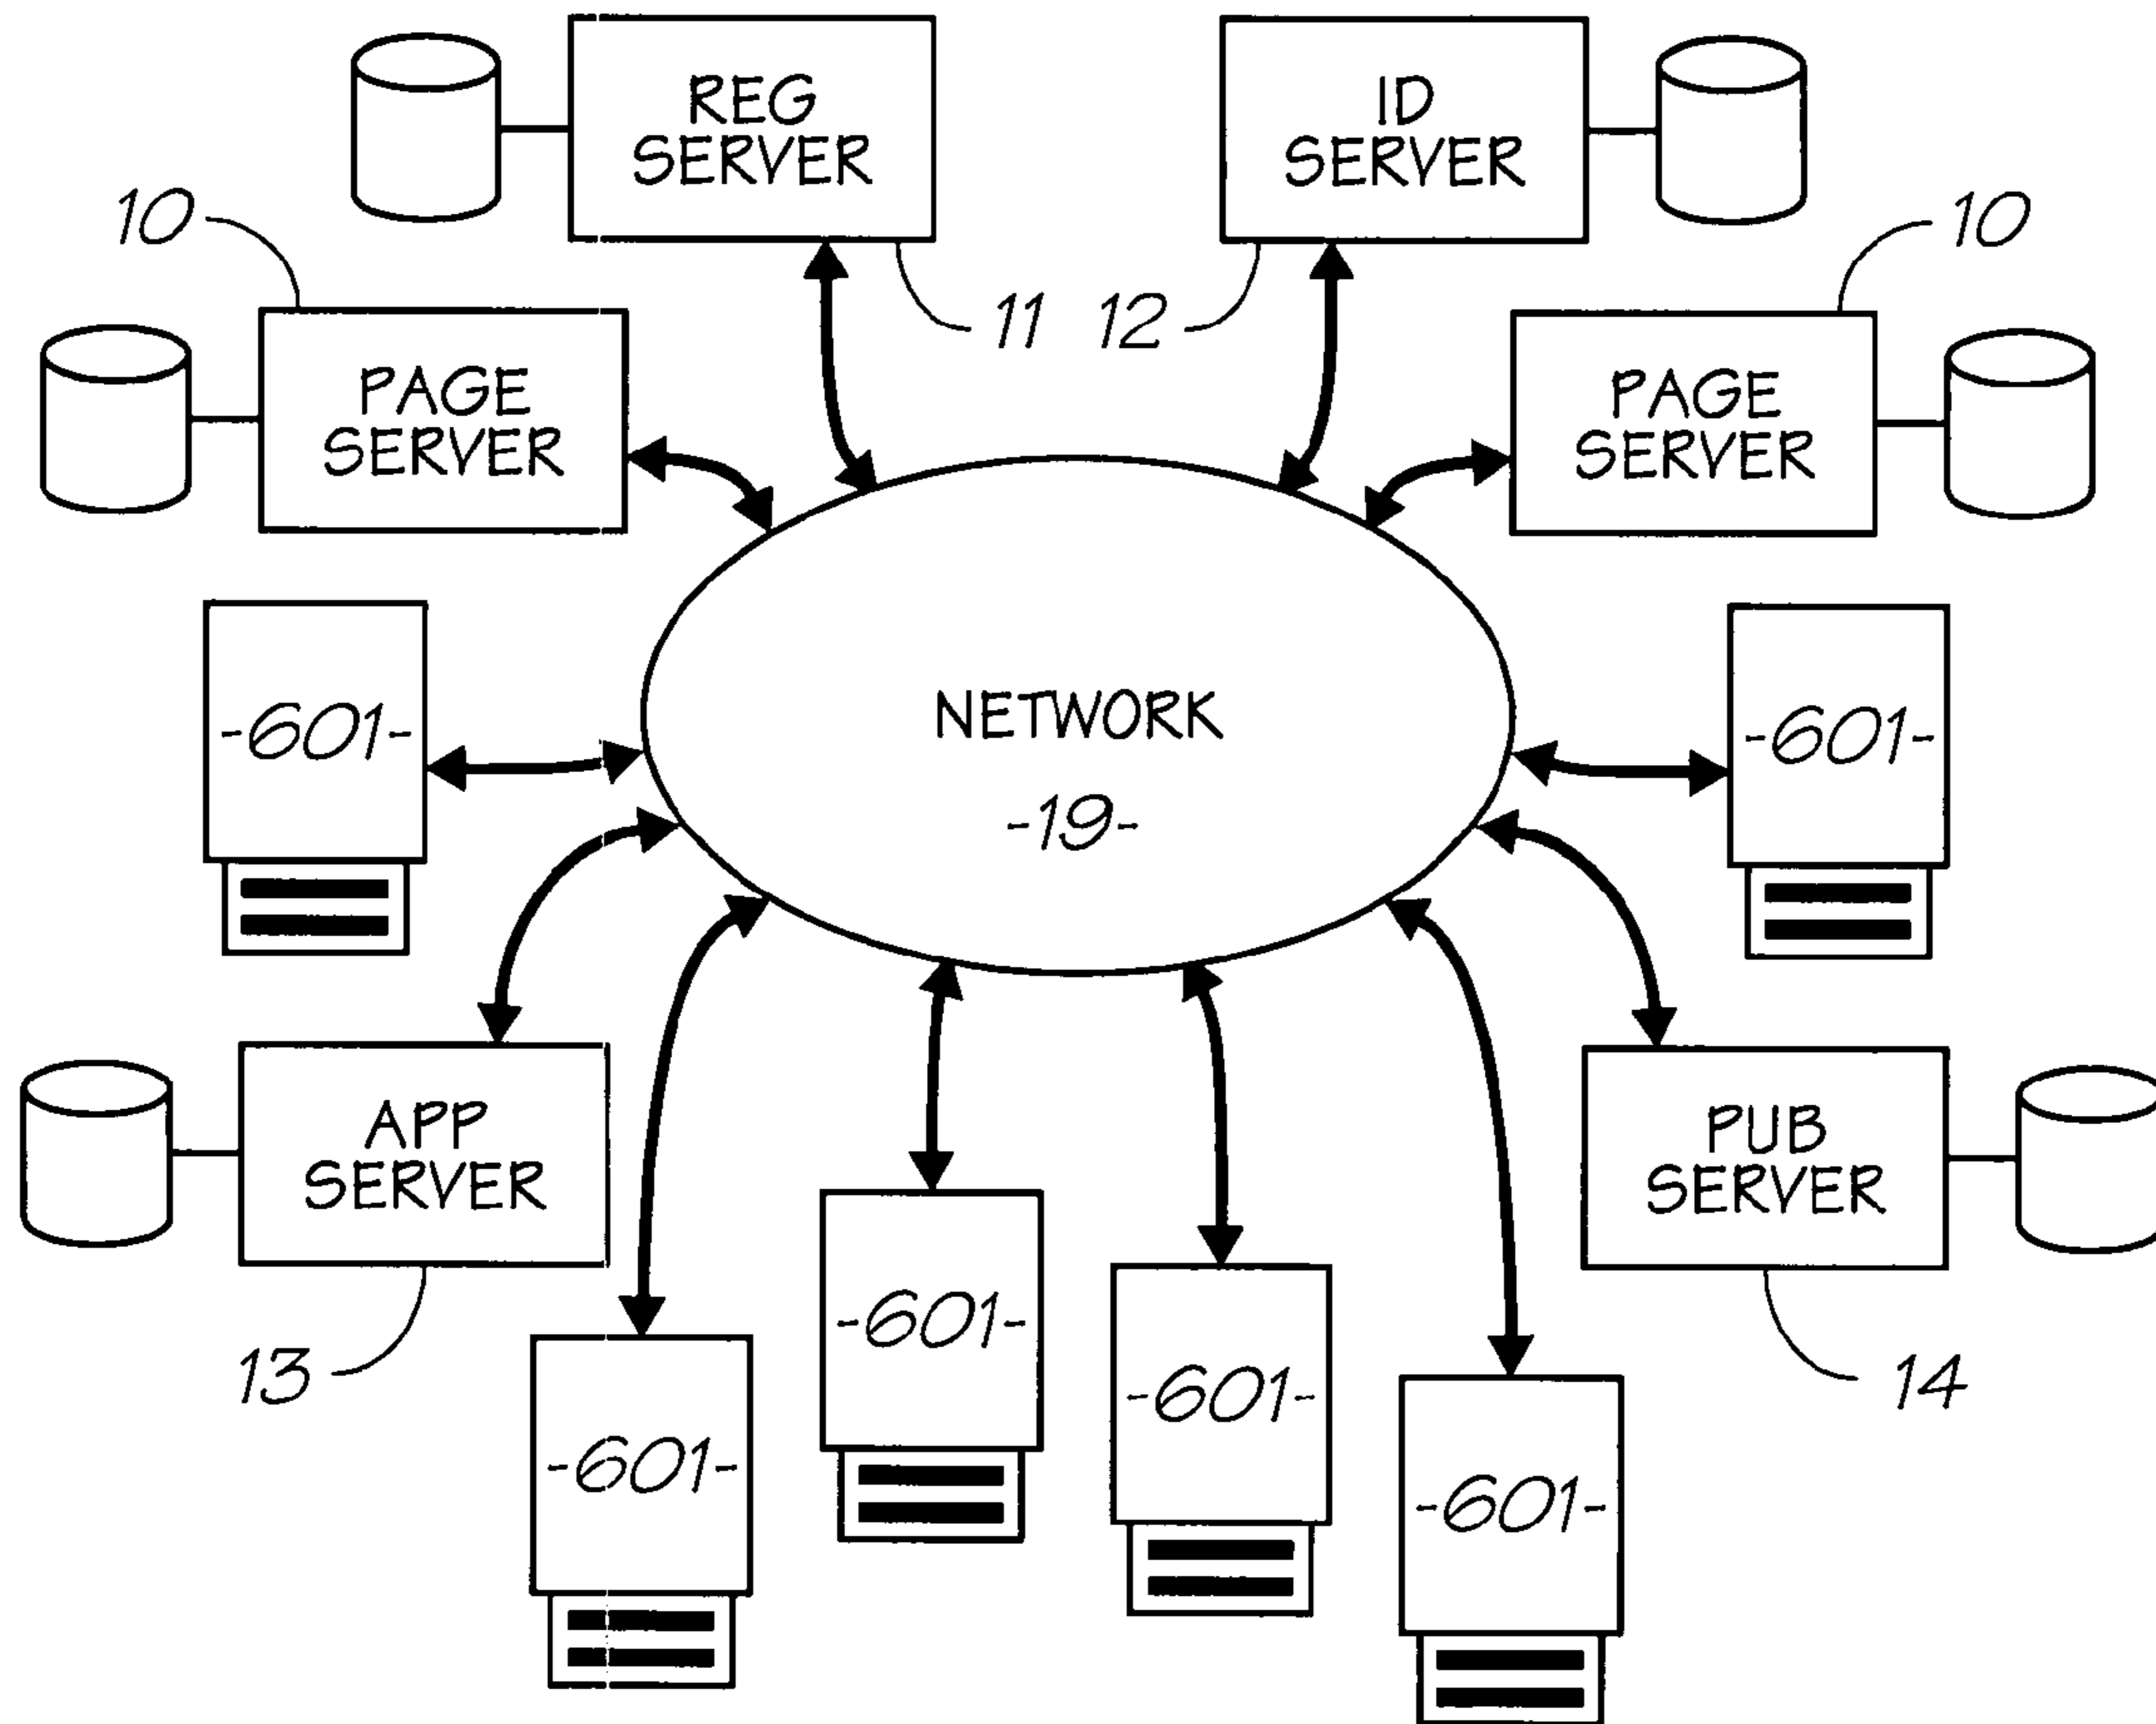 REG
SERVER
ID
SERVER
10
10
11
12
PAGE
SERVER
PAGE
SERVER
-601-
NETWORK
-19-
-601-
APP
SERVER
PUB
SERVER
13
-601-
-601-
-601-
-601-
14